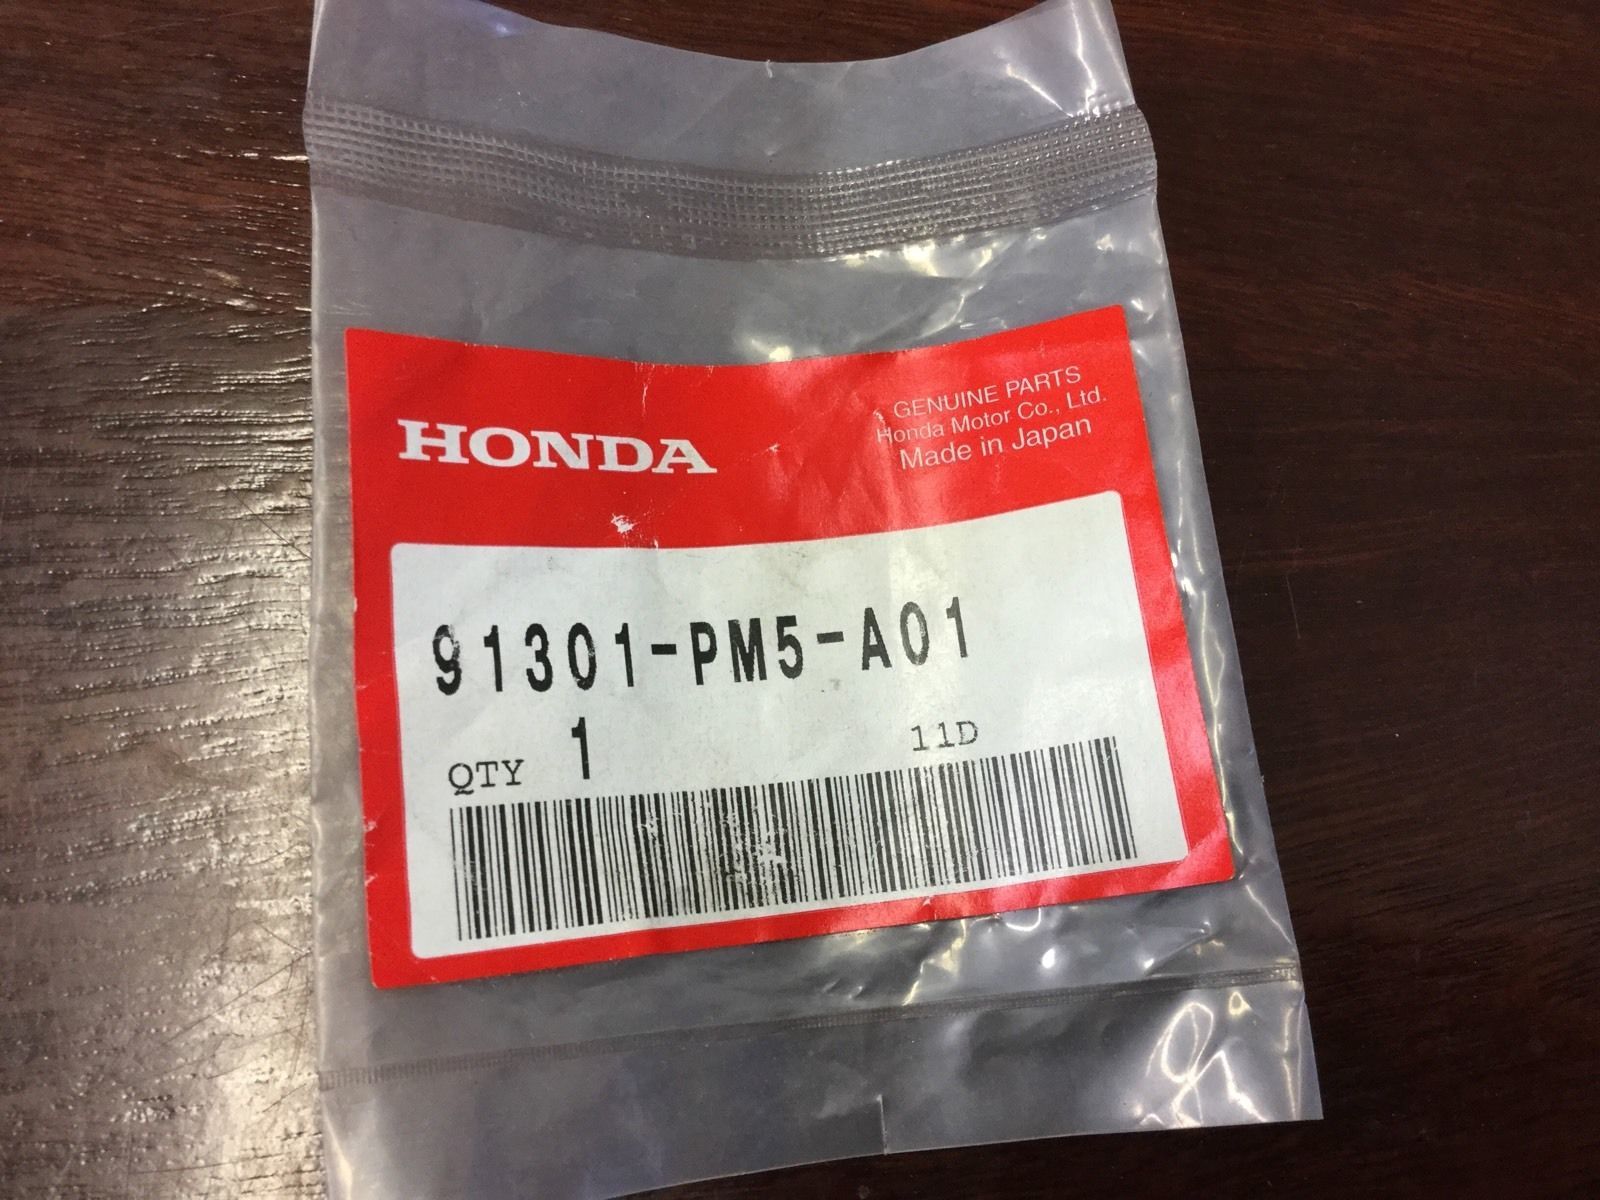 HONDA
GENUINE PARTS
Honda Motor Co., Ltd.
Made in Japan
91301-PM5-A01
QTY 1 11D